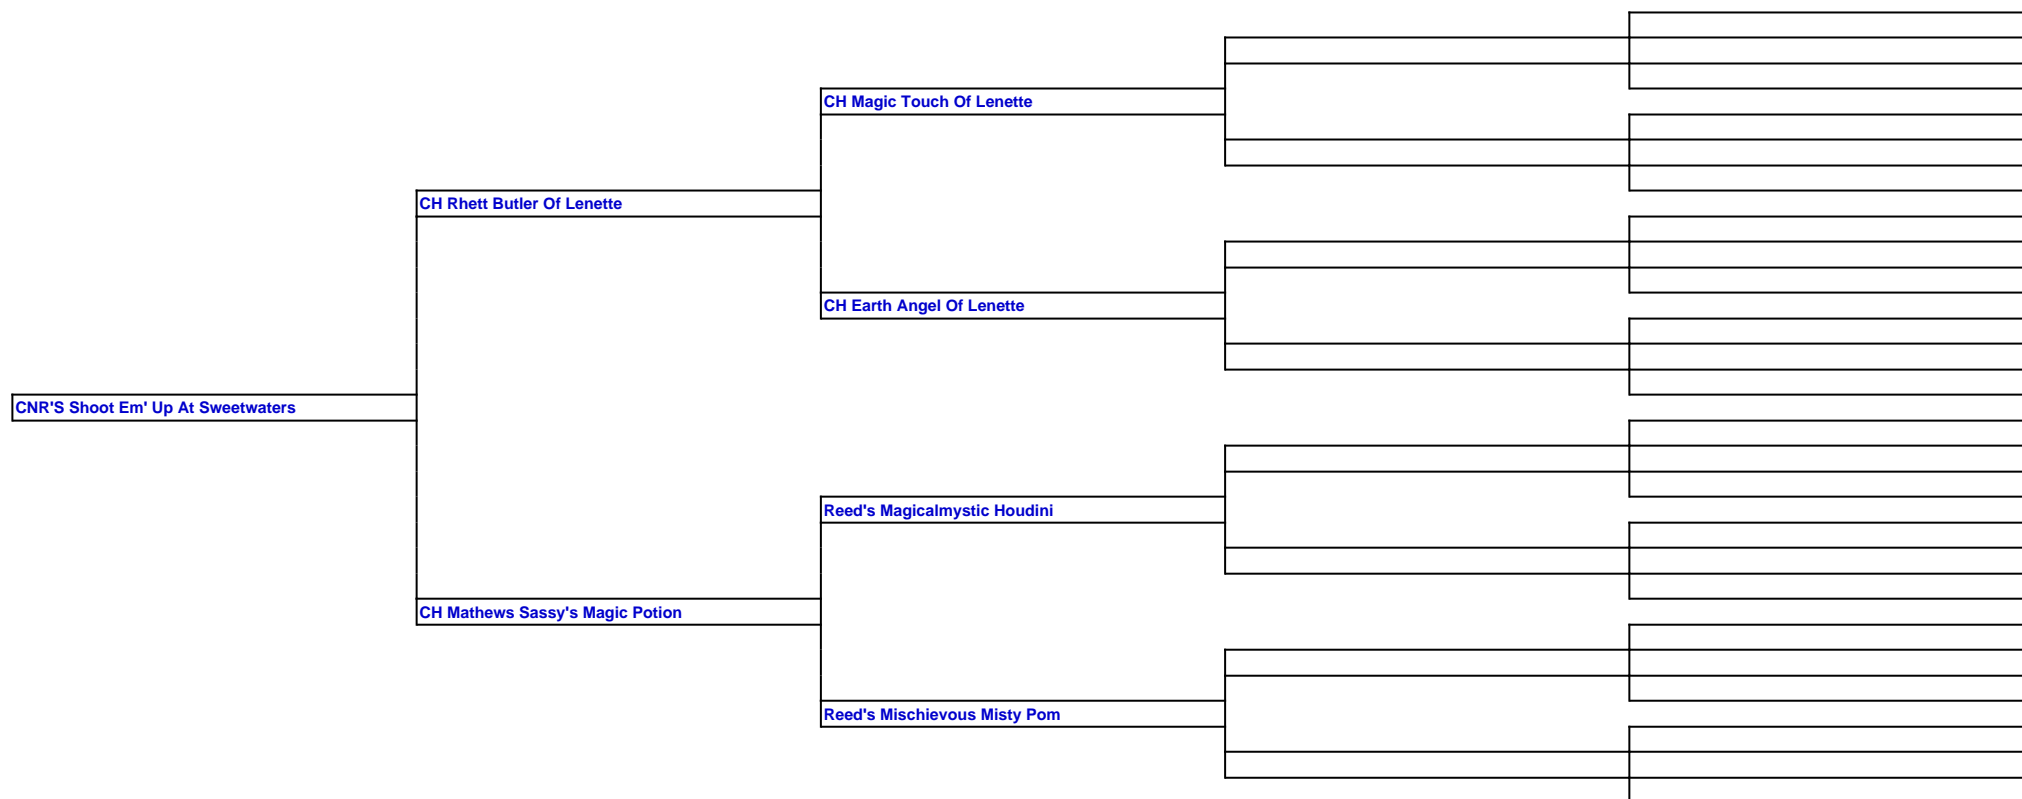 CH Magic Touch Of Lenette
CH Rhett Butler Of Lenette
CH Earth Angel Of Lenette
CNR'S Shoot Em' Up At Sweetwaters
Reed's Magicalmystic Houdini
CH Mathews Sassy's Magic Potion
Reed's Mischievous Misty Pom